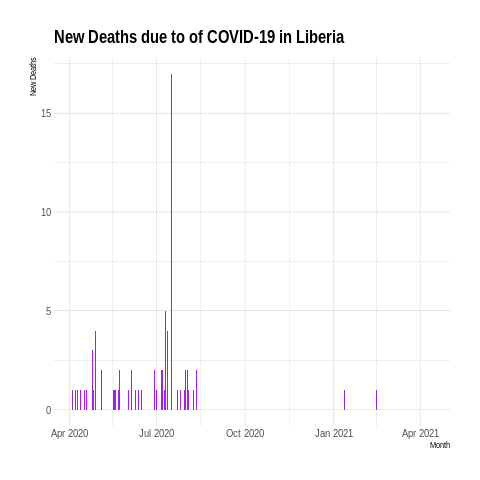 New Deaths due to of COVID-19 in Liberia
New Deaths
15
10
5
0
Apr 2020 Jul 2020 Oct 2020 Jan 2021 Apr 2021
Month